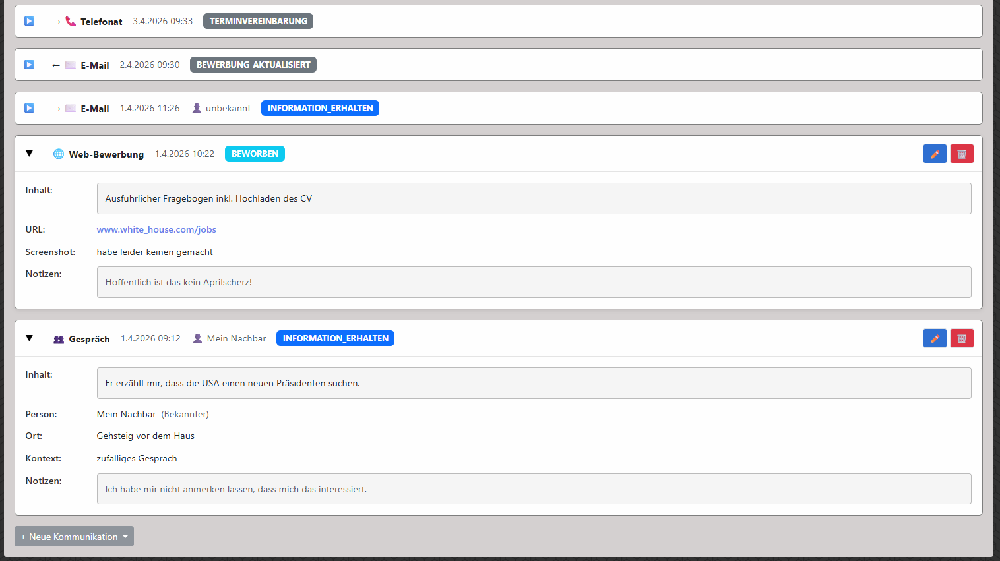 → Telefonat 3.4.2026 09:33 TERMINVEREINBARUNG
← E-Mail 2.4.2026 09:30 BEWERBUNG_AKTUALISIERT
→ E-Mail 1.4.2026 11:26 unbekannt INFORMATION_ERHALTEN
Web-Bewerbung 1.4.2026 10:22 BEWORBEN
Inhalt: Ausführlicher Fragebogen inkl. Hochladen des CV
URL: www.white_house.com/jobs
Screenshot: habe leider keinen gemacht
Notizen: Hoffentlich ist das kein Aprilscherz!
Gespräch 1.4.2026 09:12 Mein Nachbar INFORMATION_ERHALTEN
Inhalt: Er erzählt mir, dass die USA einen neuen Präsidenten suchen.
Person: Mein Nachbar (Bekannter)
Ort: Gehsteig vor dem Haus
Kontext: zufälliges Gespräch
Notizen: Ich habe mir nicht anmerken lassen, dass mich das interessiert.
+ Neue Kommunikation